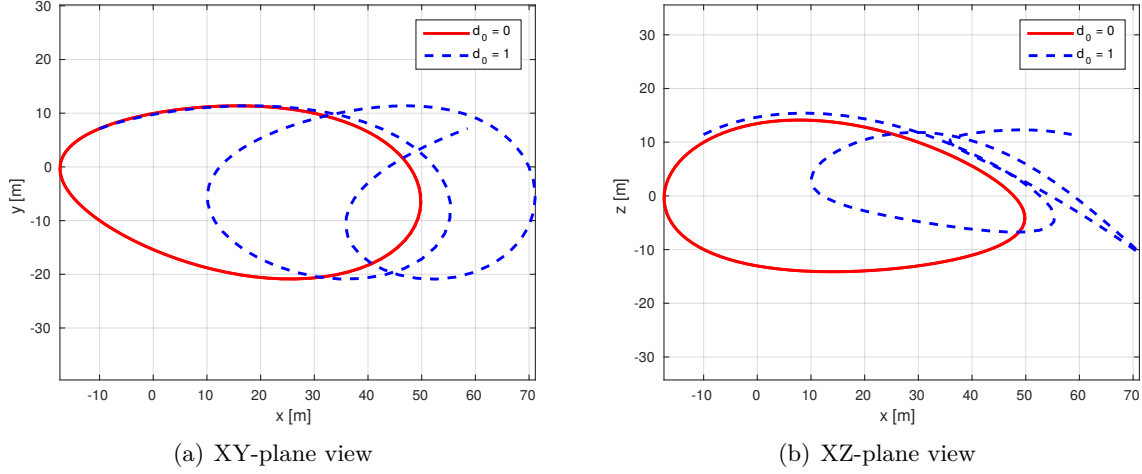 30
20
10
0
-10
-20
-30
-10 0 10 20 30 40 50 60 70
x [m]
y [m]
d₀ = 0
d₀ = 1
(a) XY-plane view
30
20
10
0
-10
-20
-30
-10 0 10 20 30 40 50 60 70
x [m]
z [m]
d₀ = 0
d₀ = 1
(b) XZ-plane view